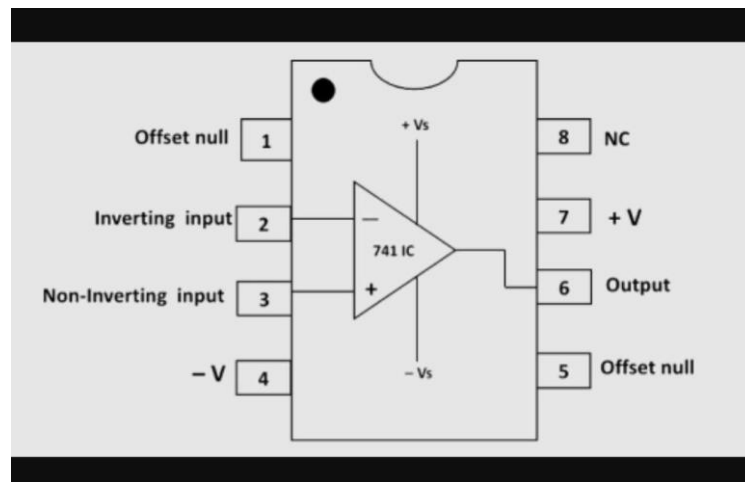 Offset null 1
Inverting input 2
Non-Inverting input 3
– V 4
+ Vs
–
741 IC
+
– Vs
8 NC
7 + V
6 Output
5 Offset null